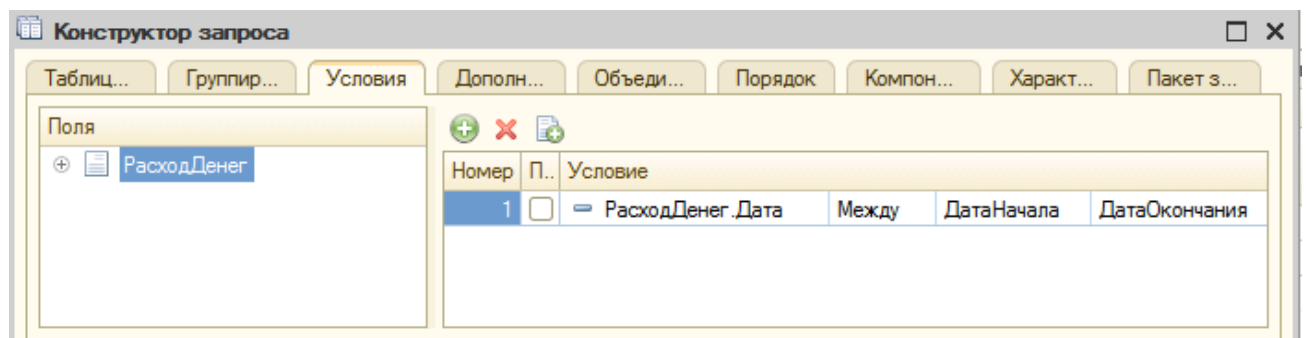 Конструктор запроса
Таблиц... Группир... Условия Дополн... Объеди... Порядок Компон... Характ... Пакет з...
Поля
РасходДенег
Номер П.. Условие
1 РасходДенег.Дата Между ДатаНачала ДатаОкончания